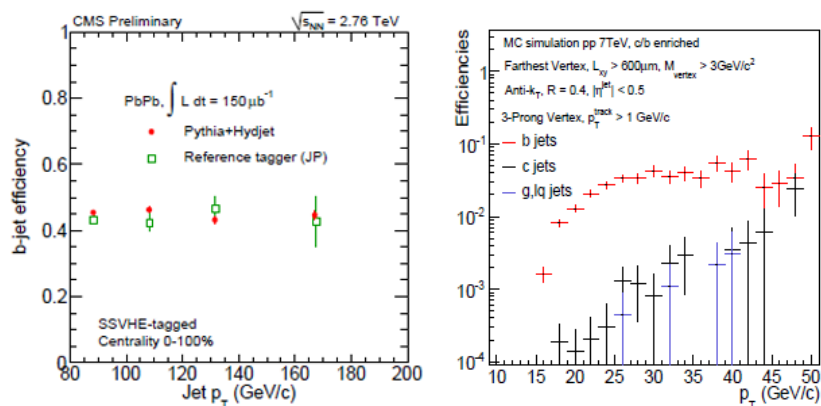 CMS Preliminary
√sNN = 2.76 TeV
PbPb, ∫ L dt = 150 μb⁻¹
Pythia+Hydjet
Reference tagger (JP)
SSVHE-tagged
Centrality 0-100%
b-jet efficiency
1
0.8
0.6
0.4
0.2
0
80 100 120 140 160 180 200
Jet pT (GeV/c)
MC simulation pp 7TeV, c/b enriched
Farthest Vertex, Lxy > 600μm, Mvertex > 3GeV/c²
Anti-kT, R = 0.4, |ηjet| < 0.5
3-Prong Vertex, pTtrack > 1 GeV/c
b jets
c jets
g,lq jets
Efficiencies
1
10⁻¹
10⁻²
10⁻³
10⁻⁴
10 15 20 25 30 35 40 45 50
pT (GeV/c)